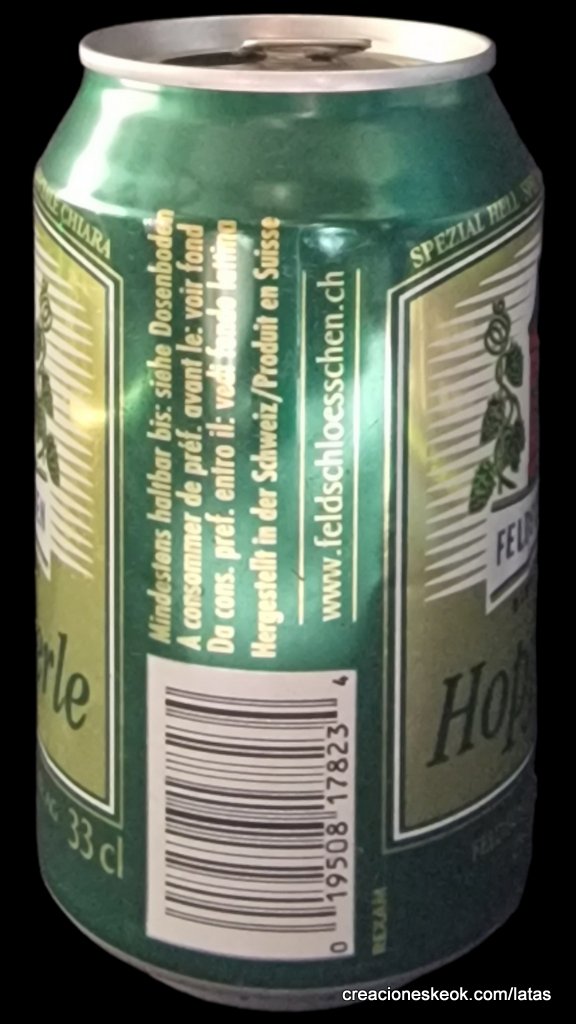 CHIARA
SPEZIAL HELL
Mindestens haltbar bis: siehe Dosenboden
A consommer de préf. avant le: voir fond
Da cons. pref. entro il: vedi fondo lattina
Hergestellt in der Schweiz/Produit en Suisse
www.feldschloesschen.ch
FELD
erle
Hop
33 cl
0 19508 17823 4
REXAM
creacioneskeok.com/latas